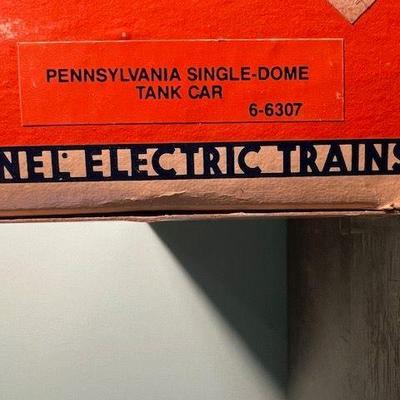 PENNSYLVANIA SINGLE-DOME
TANK CAR
6-6307
NEL ELECTRIC TRAINS